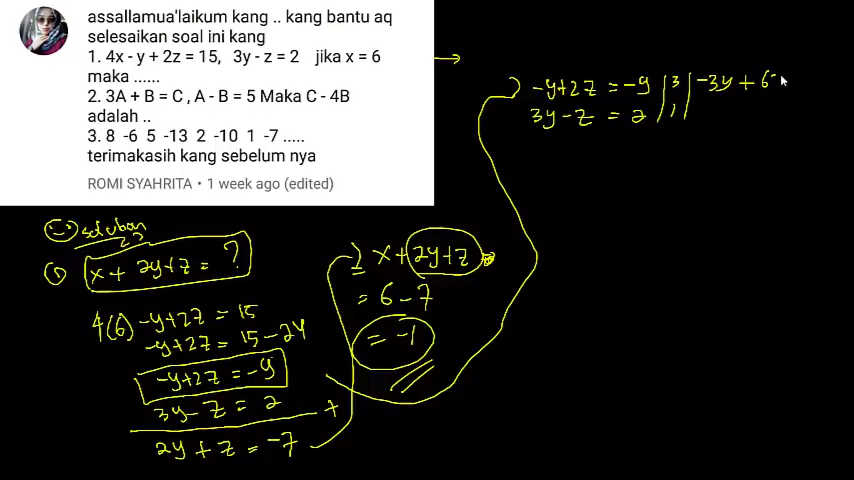 assallamua'laikum kang .. kang bantu aq
selesaikan soal ini kang
1. 4x - y + 2z = 15,   3y - z = 2   jika x = 6
maka ......
2. 3A + B = C , A - B = 5 Maka C - 4B
adalah ..
3. 8 -6 5 -13 2 -10 1 -7 .....
terimakasih kang sebelum nya
ROMI SYAHRITA • 1 week ago (edited)
x + 2y + z = ?
4(6) - y + 2z = 15
-y + 2z = 15 - 24
-y + 2z = -9
3y - z = 2
+
2y + z = -7
x + 2y + z
= 6 - 7
= -1
-y + 2z = -9 | 3 | -3y + 6z
3y - z = 2 | 1 |